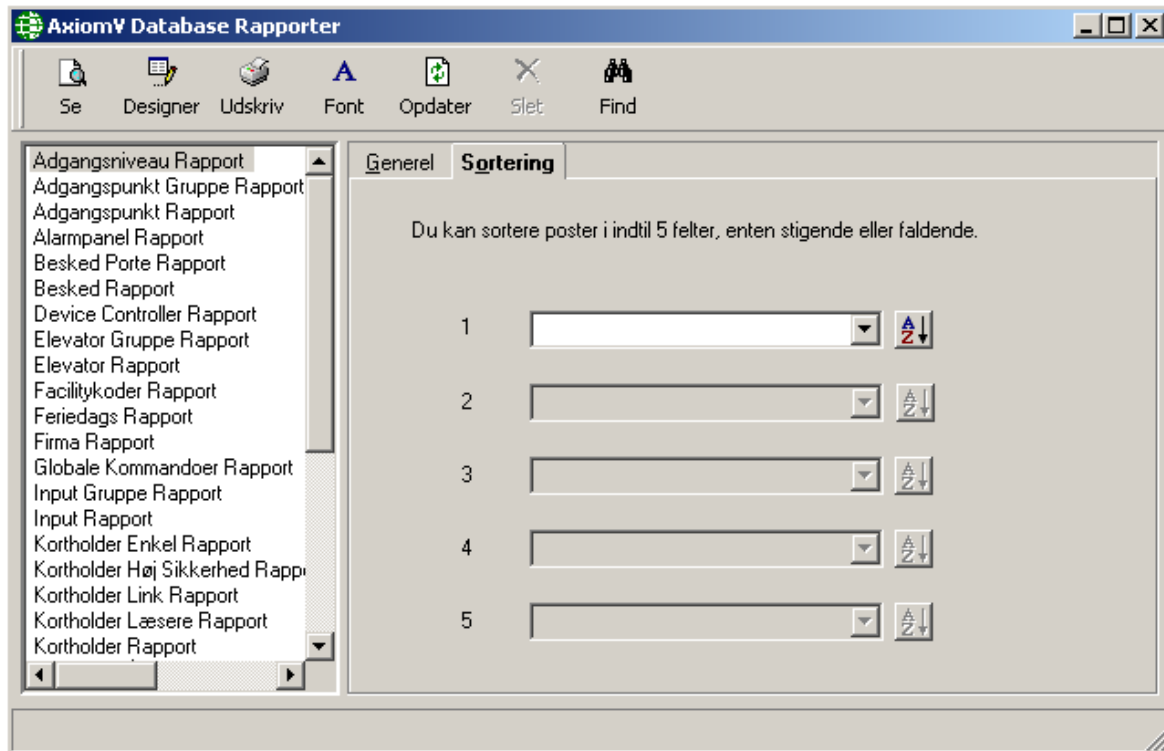 AxiomV Database Rapporter
Se Designer Udskriv Font Opdater Slet Find
Adgangsniveau Rapport
Adgangspunkt Gruppe Rapport
Adgangspunkt Rapport
Alarmpanel Rapport
Besked Porte Rapport
Besked Rapport
Device Controller Rapport
Elevator Gruppe Rapport
Elevator Rapport
Facilitykoder Rapport
Feriedags Rapport
Firma Rapport
Globale Kommandoer Rapport
Input Gruppe Rapport
Input Rapport
Kortholder Enkel Rapport
Kortholder Høj Sikkerhed Rapp
Kortholder Link Rapport
Kortholder Læsere Rapport
Kortholder Rapport
Generel Sortering
Du kan sortere poster i indtil 5 felter, enten stigende eller faldende.
1
2
3
4
5